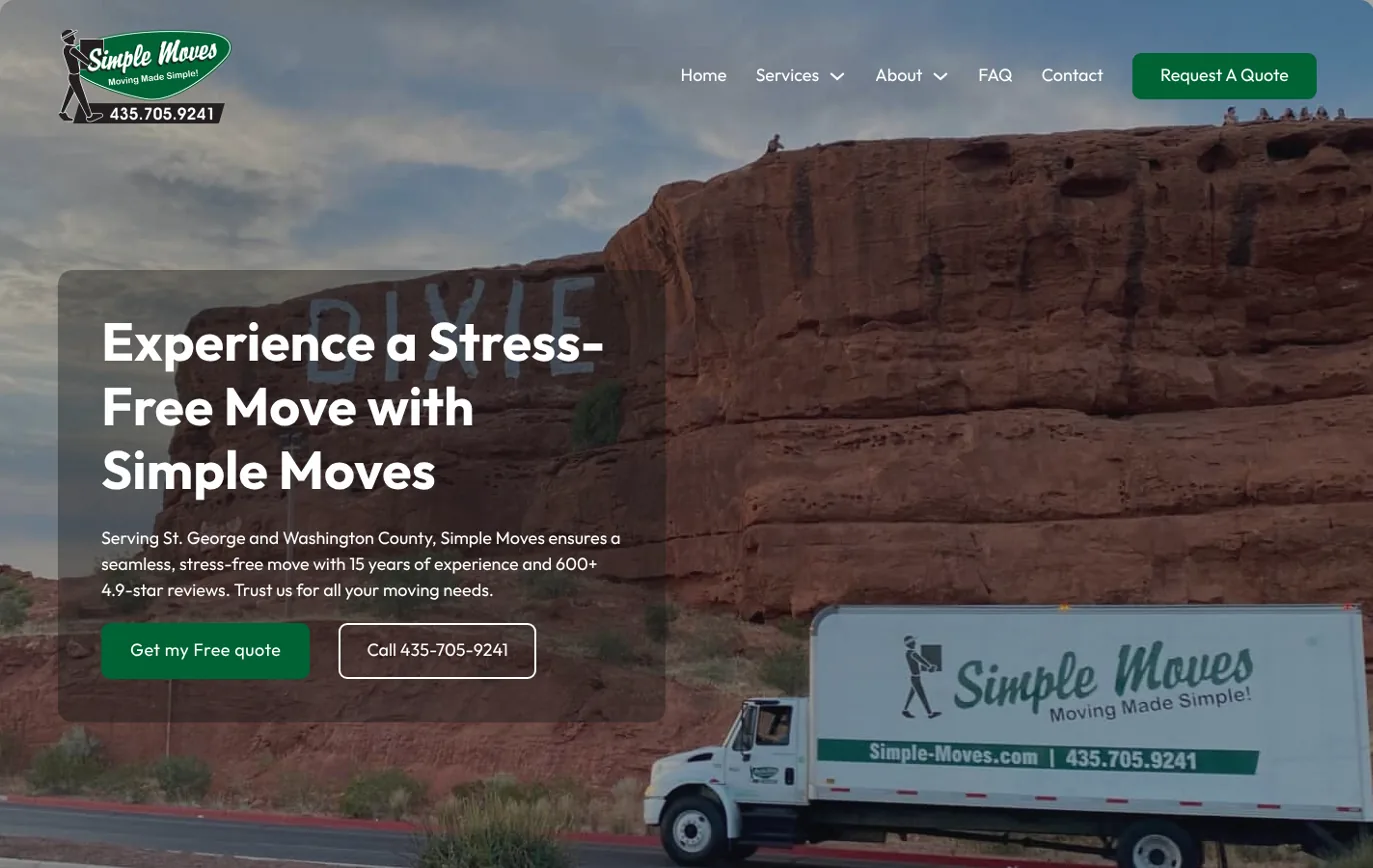 Simple Moves
Moving Made Simple!
435.705.9241
Home Services About FAQ Contact Request A Quote
DIXIE
Experience a Stress-
Free Move with
Simple Moves
Serving St. George and Washington County, Simple Moves ensures a
seamless, stress-free move with 15 years of experience and 600+
4.9-star reviews. Trust us for all your moving needs.
Get my Free quote Call 435-705-9241
Simple Moves
Moving Made Simple!
Simple-Moves.com | 435.705.9241